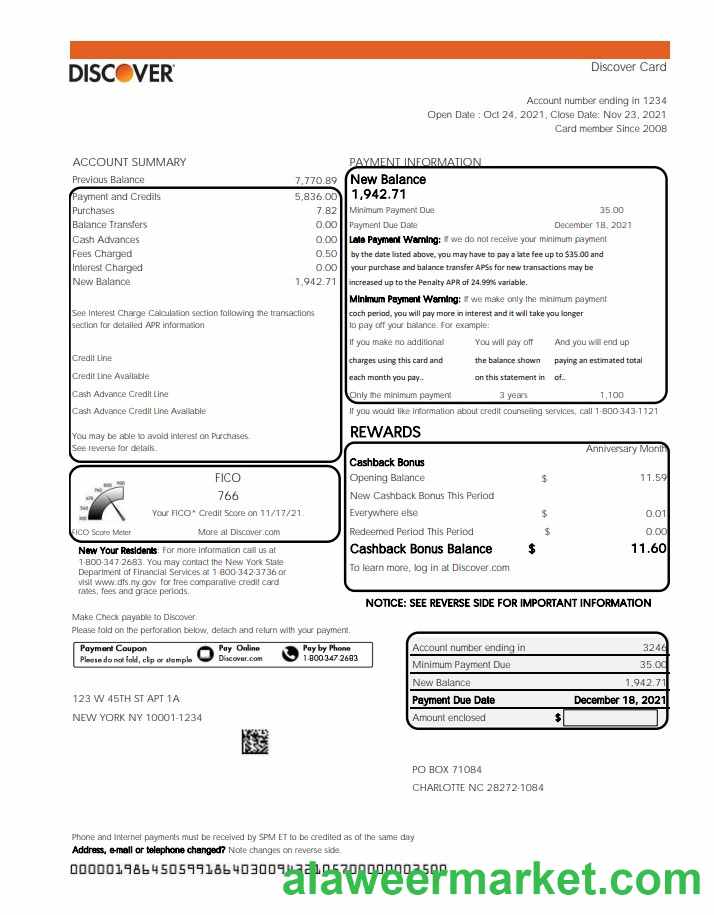 DISCOVER
Discover Card
Account number ending in 1234
Open Date : Oct 24, 2021, Close Date: Nov 23, 2021
Card member Since 2008
ACCOUNT SUMMARY
Previous Balance 7,770.89
Payment and Credits 5,836.00
Purchases 7.82
Balance Transfers 0.00
Cash Advances 0.00
Fees Charged 0.50
Interest Charged 0.00
New Balance 1,942.71
See Interest Charge Calculation section following the transactions
section for detailed APR information
Credit Line
Credit Line Available
Cash Advance Credit Line
Cash Advance Credit Line Available
You may be able to avoid interest on Purchases.
See reverse for details.
PAYMENT INFORMATION
New Balance
1,942.71
Minimum Payment Due 35.00
Payment Due Date December 18, 2021
Late Payment Warning: If we do not receive your minimum payment
by the date listed above, you may have to pay a late fee up to $35.00 and
your purchase and balance transfer APSs for new transactions may be
increased up to the Penalty APR of 24.99% variable.
Minimum Payment Warning: If we make only the minimum payment
coch period, you will pay more in interest and it will take you longer
to pay off your balance. For example:
If you make no additional You will pay off And you will end up
charges using this card and the balance shown paying an estimated total
each month you pay.. on this statement in of..
Only the minimum payment 3 years 1,100
If you would like information about credit counseling services, call 1-800-343-1121
FICO
766
Your FICO* Credit Score on 11/17/21.
FICO Score Meter More al Discover.com
REWARDS
Anniversary Month
Cashback Bonus
Opening Balance $ 11.59
New Cashback Bonus This Period
Everywhere else $ 0.01
Redeemed Period This Period $ 0.00
Cashback Bonus Balance $ 11.60
To learn more, log in at Discover.com
New Your Residents: For more information call us at
1-800-347-2683. You may contact the New York State
Department of Financial Services at 1-800-342-3736 or
visit www.dfs.ny.gov for free comparative credit card
rates, fees and grace periods.
NOTICE: SEE REVERSE SIDE FOR IMPORTANT INFORMATION
Make Check payable to Discover.
Please fold on the perforation below, detach and return with your payment.
Payment Coupon
Please do not fold, clip or stample
Pay Online
Discover.com
Pay by Phone
1-800-347-2683
Account number ending in 3246
Minimum Payment Due 35.00
New Balance 1,942.71
Payment Due Date December 18, 2021
Amount enclosed $
123 W 45TH ST APT 1A
NEW YORK NY 10001-1234
PO BOX 71084
CHARLOTTE NC 28272-1084
Phone and Internet payments must be received by SPM ET to be credited as of the same day
Address, e-mail or telephone changed? Note changes on reverse side.
alaweermarket.com